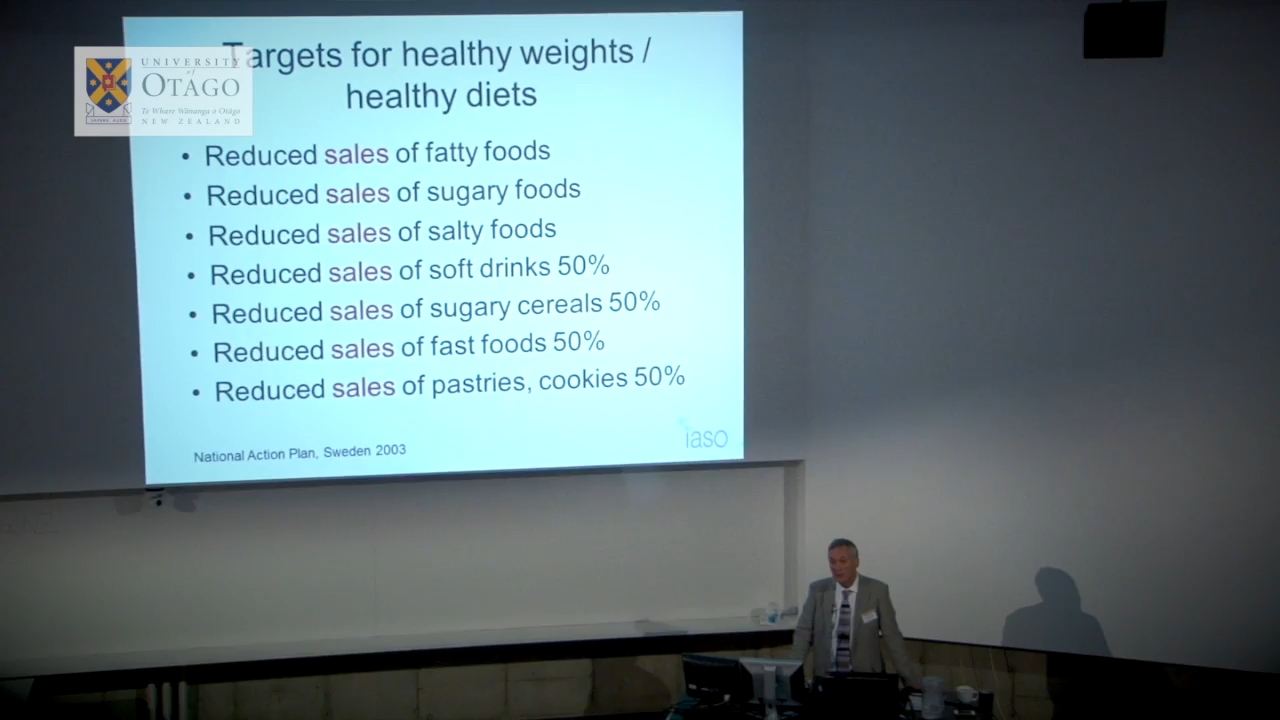 Targets for healthy weights /
healthy diets
UNIVERSITY
of
OTAGO
Te Whare Wānanga o Otāgo
NEW ZEALAND
• Reduced sales of fatty foods
• Reduced sales of sugary foods
• Reduced sales of salty foods
• Reduced sales of soft drinks 50%
• Reduced sales of sugary cereals 50%
• Reduced sales of fast foods 50%
• Reduced sales of pastries, cookies 50%
National Action Plan, Sweden 2003
iaso